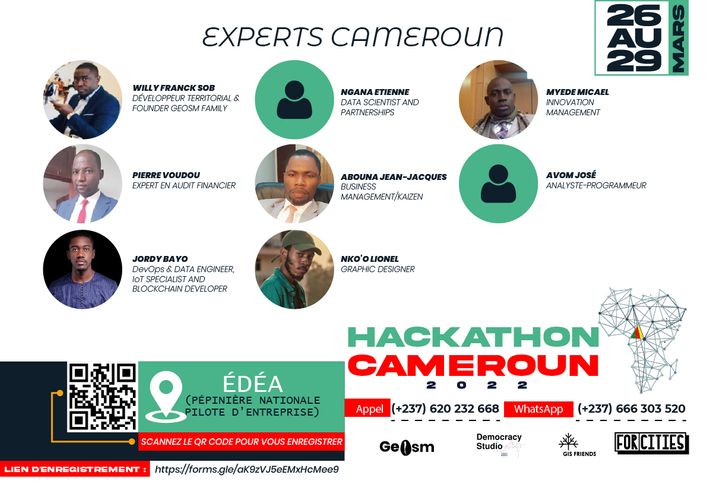 EXPERTS CAMEROUN
26
AU
29
MARS
WILLY FRANCK SOB
DÉVELOPPEUR TERRITORIAL &
FOUNDER GEOSM FAMILY
NGANA ETIENNE
DATA SCIENTIST AND
PARTNERSHIPS
MYEDE MICAEL
INNOVATION
MANAGEMENT
PIERRE VOUDOU
EXPERT EN AUDIT FINANCIER
ABOUNA JEAN-JACQUES
BUSINESS
MANAGEMENT/KAIZEN
AVOM JOSÉ
ANALYSTE-PROGRAMMEUR
JORDY BAYO
DevOps & DATA ENGINEER,
IoT SPECIALIST AND
BLOCKCHAIN DEVELOPER
NKO'O LIONEL
GRAPHIC DESIGNER
HACKATHON
CAMEROUN
2022
ÉDÉA
(PÉPINIÈRE NATIONALE
PILOTE D'ENTREPRISE)
Appel (+237) 620 232 668 WhatsApp (+237) 666 303 520
SCANNEZ LE QR CODE POUR VOUS ENREGISTRER
GeOsm
Democracy
Studio
GIS FRIENDS
FOR CITIES
LIEN D'ENREGISTREMENT : https://forms.gle/aK9zVJ5eEMxHcMee9